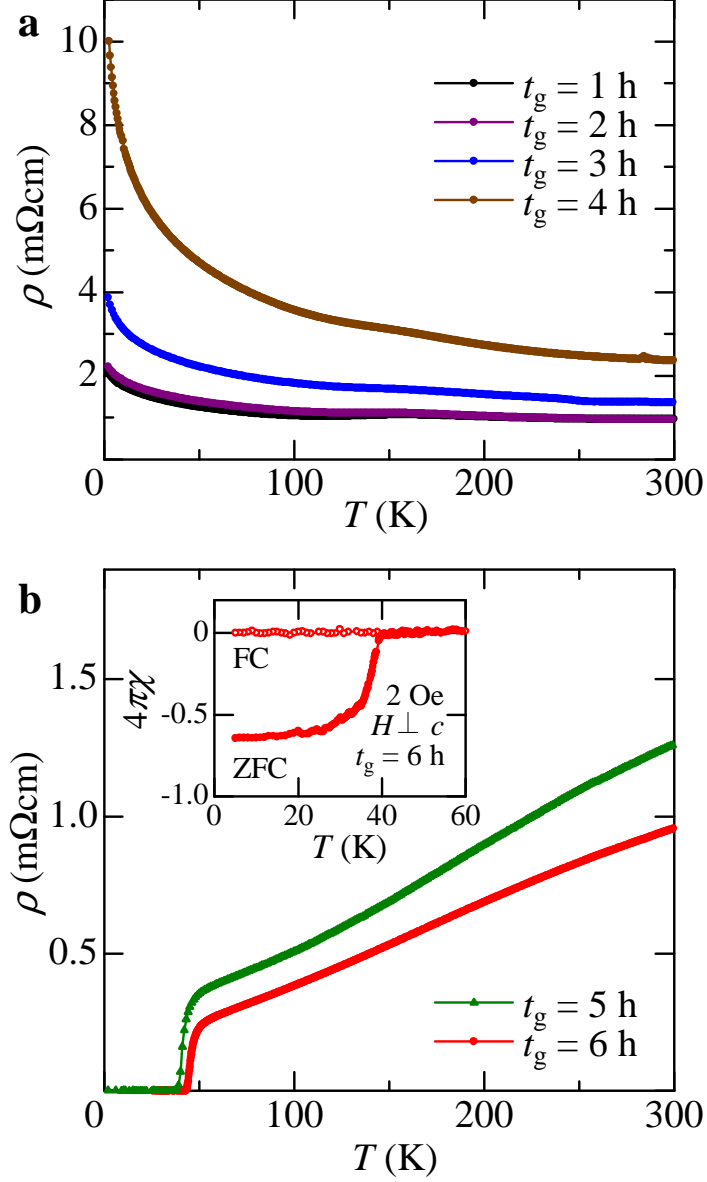 a
10
8
6
4
2
ρ (mΩcm)
t_g = 1 h
t_g = 2 h
t_g = 3 h
t_g = 4 h
0 100 200 300
T (K)
b
1.5
1.0
0.5
ρ (mΩcm)
0
-0.5
-1.0
4πχ
FC
ZFC
2 Oe
H ⊥ c
t_g = 6 h
0 20 40 60
T (K)
t_g = 5 h
t_g = 6 h
0 100 200 300
T (K)